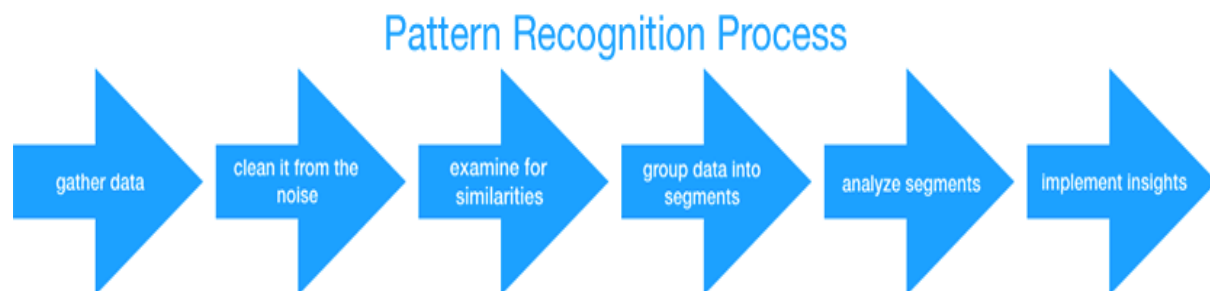 Pattern Recognition Process
gather data
clean it from the
noise
examine for
similarities
group data into
segments
analyze segments
implement insights